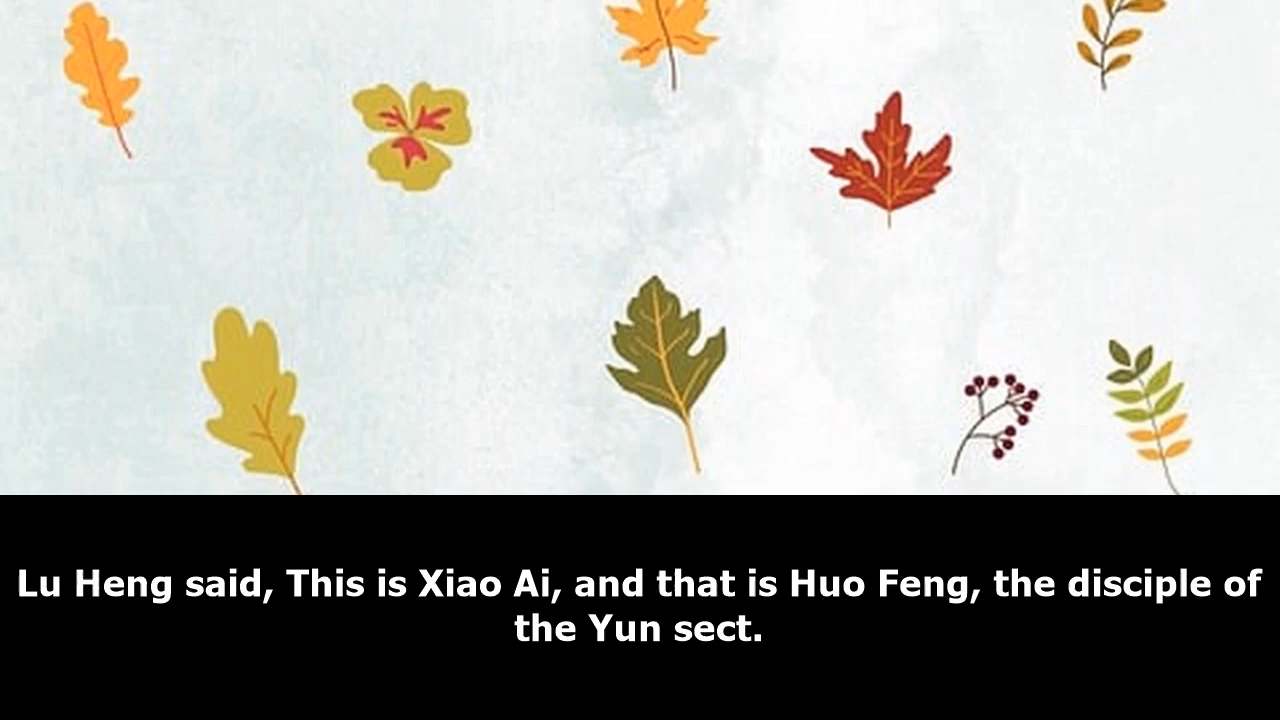 Lu Heng said, This is Xiao Ai, and that is Huo Feng, the disciple of
the Yun sect.